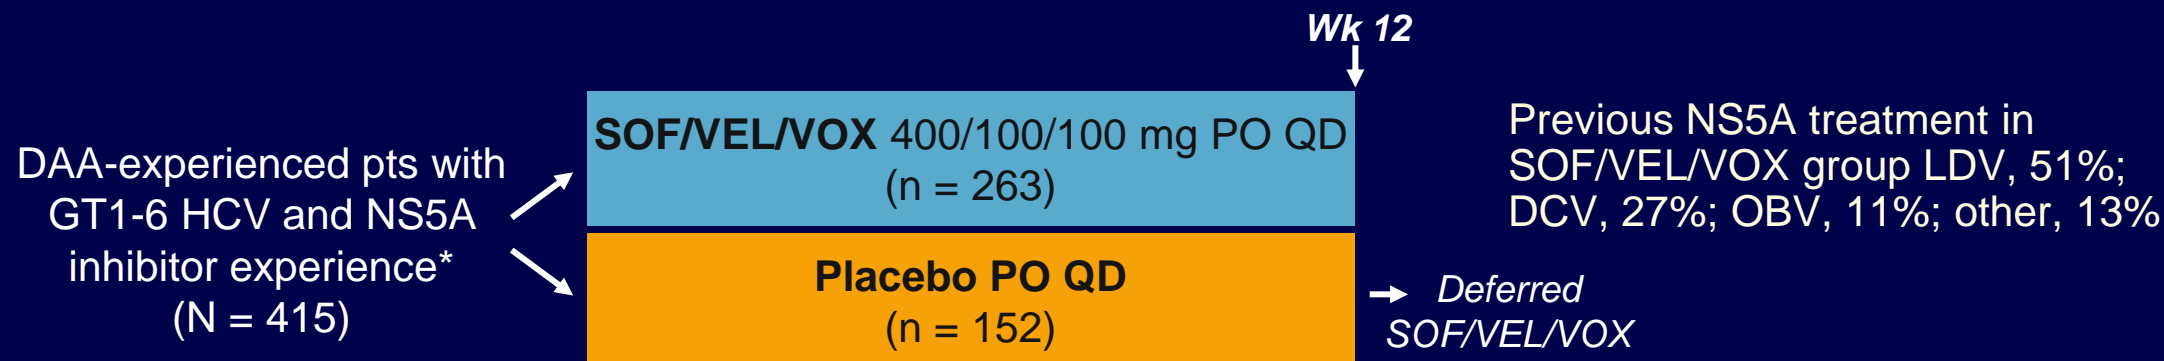 Wk 12
DAA-experienced pts with
GT1-6 HCV and NS5A
inhibitor experience*
(N = 415)
SOF/VEL/VOX 400/100/100 mg PO QD
(n = 263)
Placebo PO QD
(n = 152)
Previous NS5A treatment in
SOF/VEL/VOX group LDV, 51%;
DCV, 27%; OBV, 11%; other, 13%
Deferred
SOF/VEL/VOX